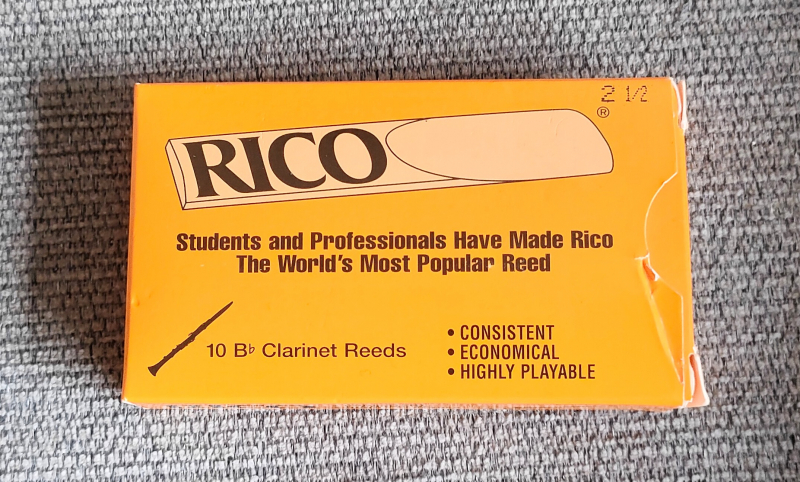 2 1/2
®
RICO
Students and Professionals Have Made Rico
The World's Most Popular Reed
10 B♭ Clarinet Reeds
• CONSISTENT
• ECONOMICAL
• HIGHLY PLAYABLE